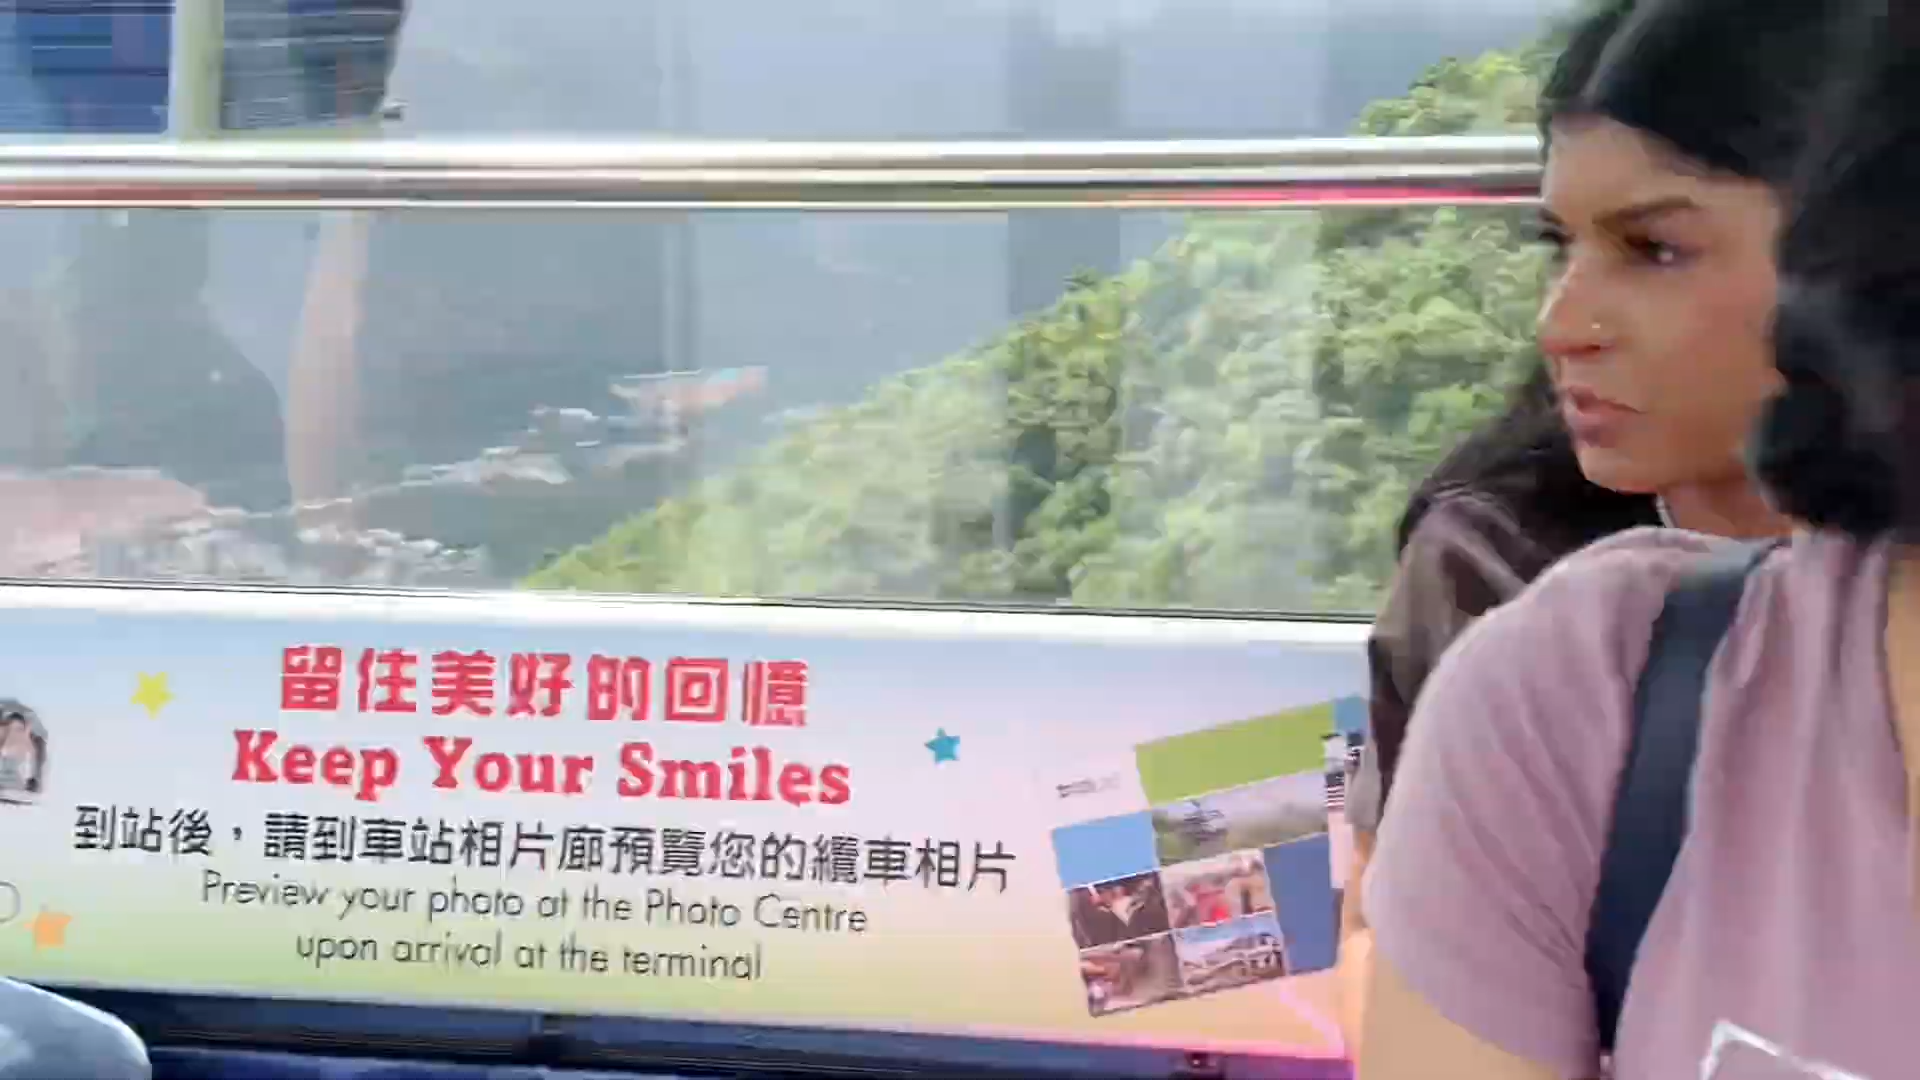 留住美好的回憶
Keep Your Smiles
到站後，請到車站相片廊預覽您的纜車相片
Preview your photo at the Photo Centre
upon arrival at the terminal